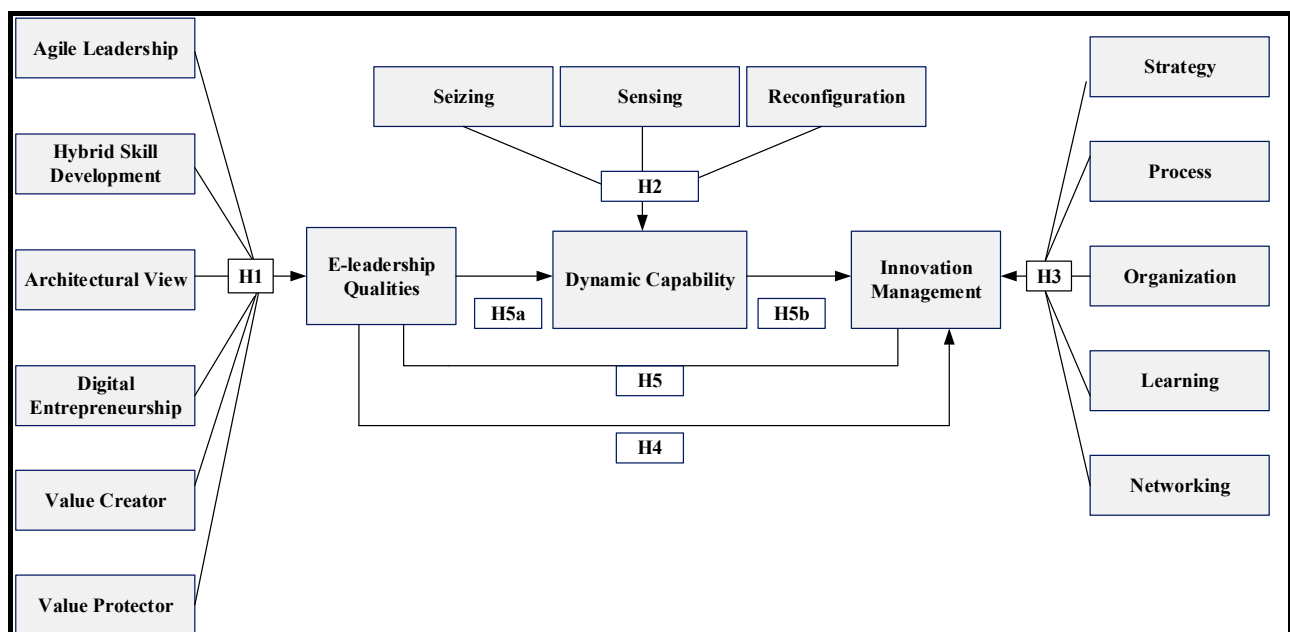 Agile Leadership
Hybrid Skill
Development
Architectural View
Digital
Entrepreneurship
Value Creator
Value Protector
H1
E-leadership
Qualities
Seizing
Sensing
Reconfiguration
H2
Dynamic Capability
H5a
H5b
H5
H4
Innovation
Management
H3
Strategy
Process
Organization
Learning
Networking